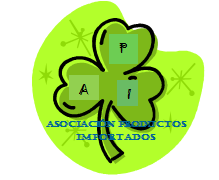 P
A I
ASOCIACION PRODUCTOS
IMPORTADOS